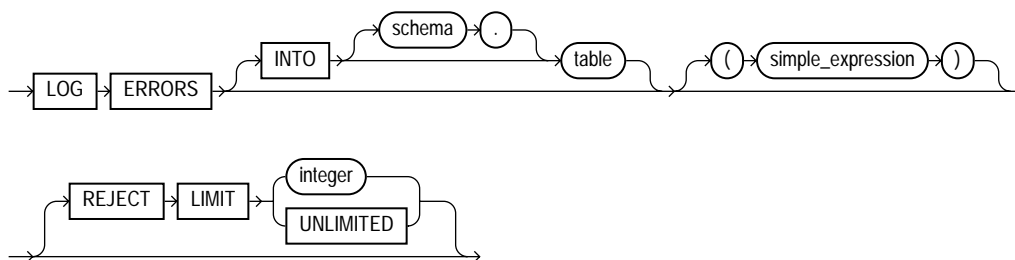 schema .
INTO table ( simple_expression )
LOG ERRORS
integer
REJECT LIMIT
UNLIMITED